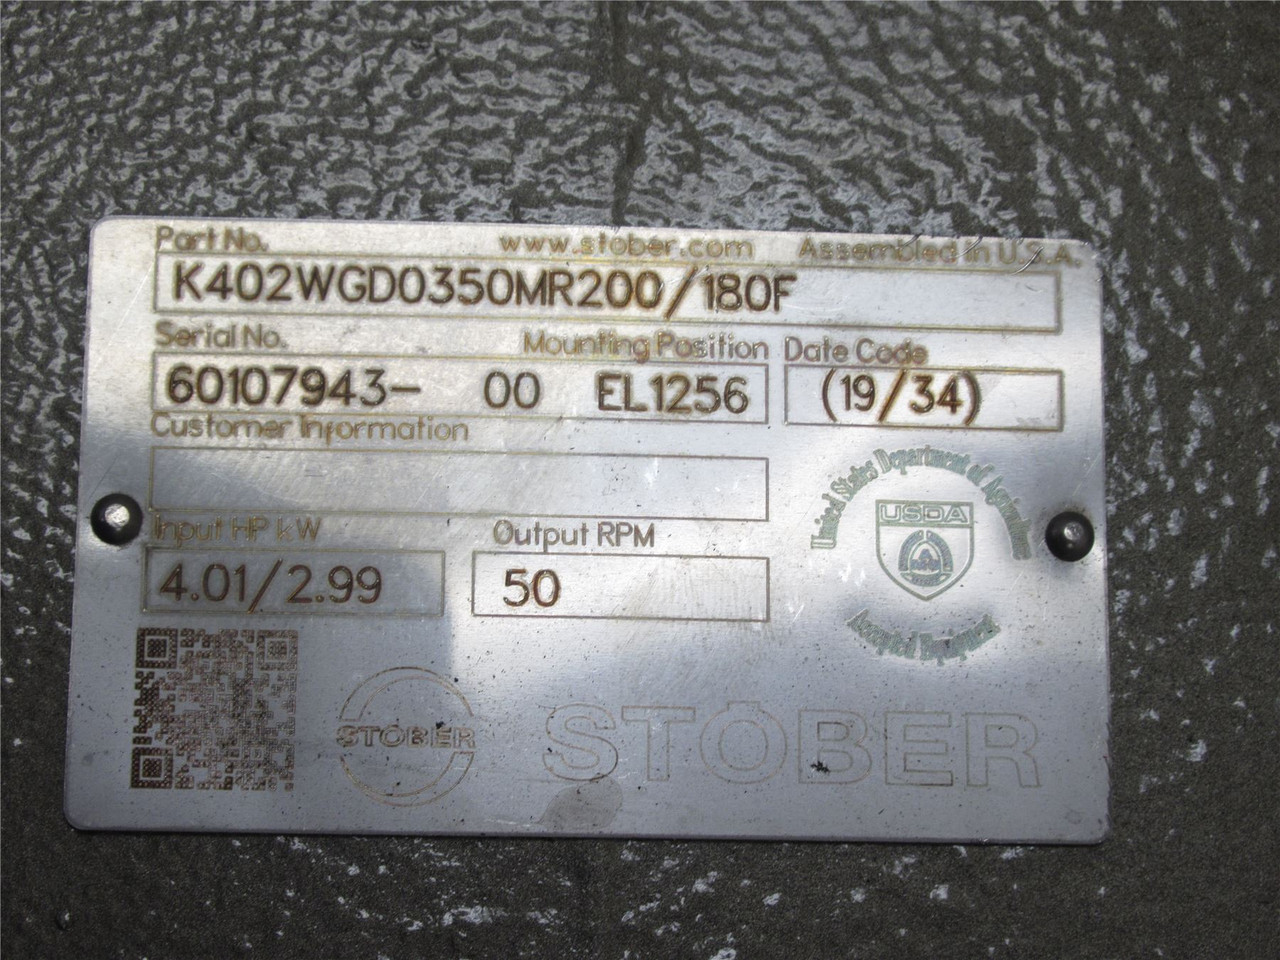 Part No. www.stober.com Assembled in U.S.A.
K402WGD0350MR200/180F
Serial No. Mounting Position Date Code
60107943- 00 EL1256 (19/34)
Customer Information
Input HP kW Output RPM
4.01/2.99 50
United States Department of Agriculture
USDA
Accepted Equipment
STOBER STOBER